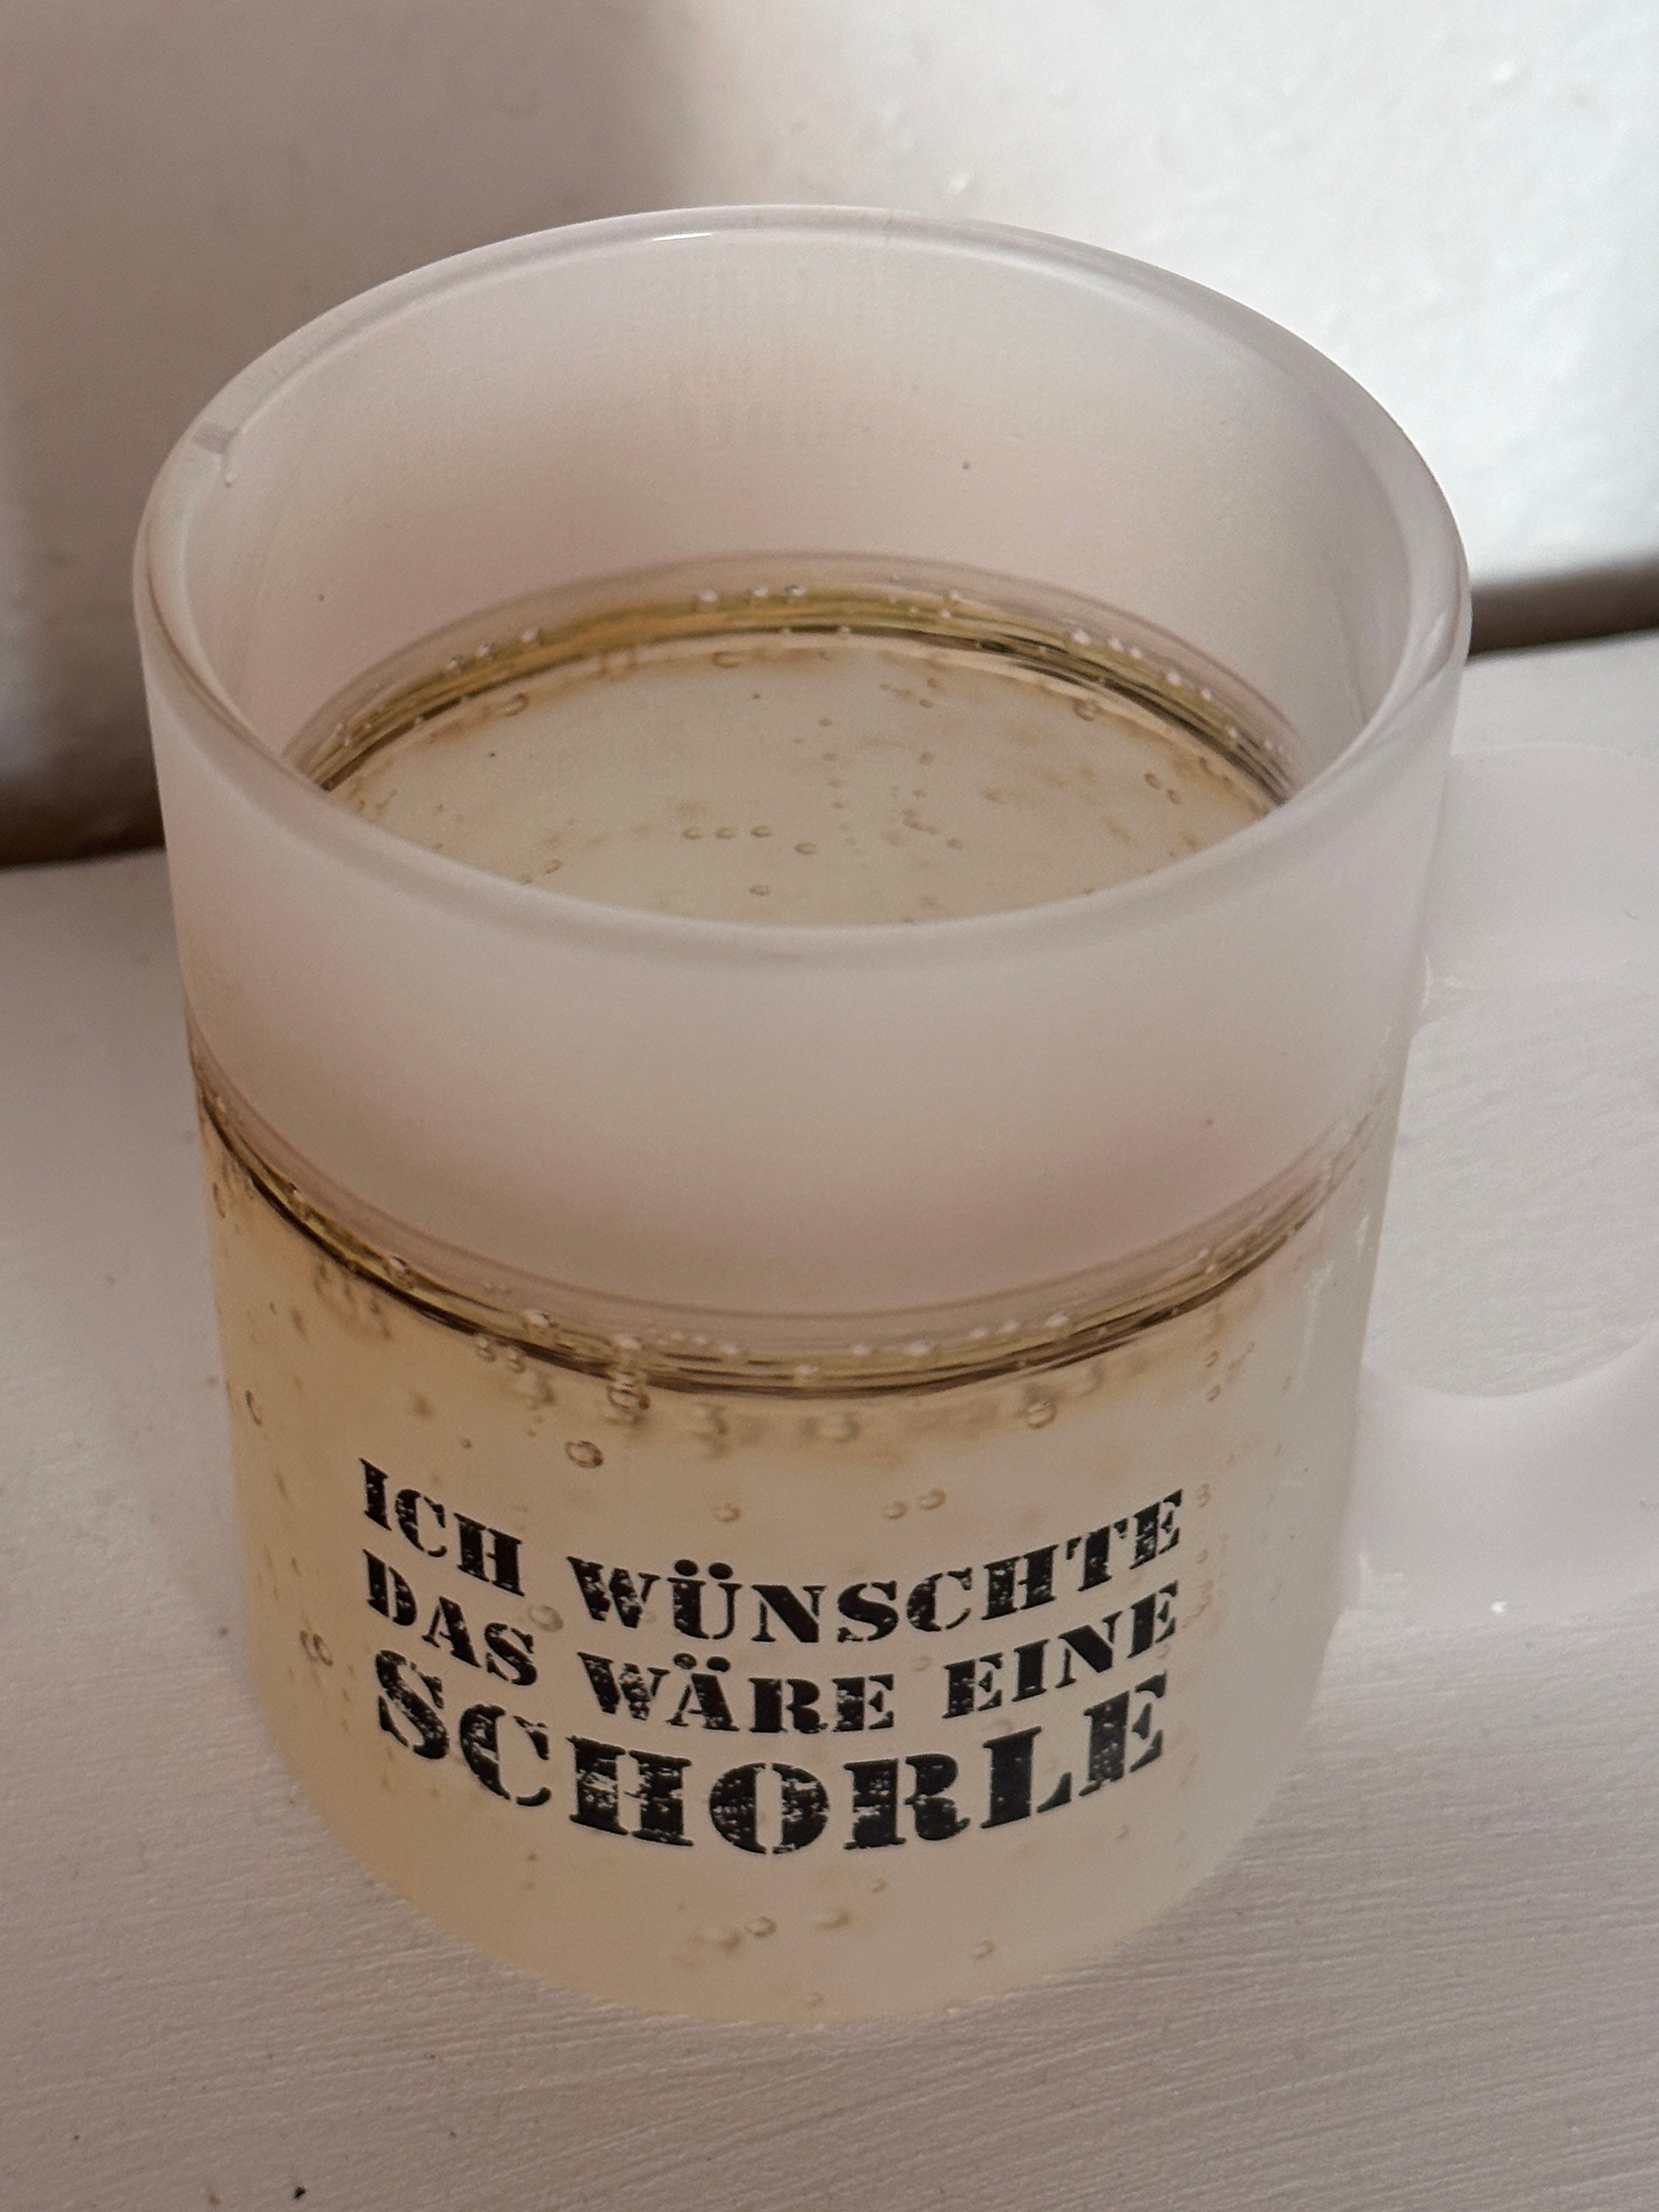 ICH WÜNSCHTE
DAS WÄRE EINE
SCHORLE